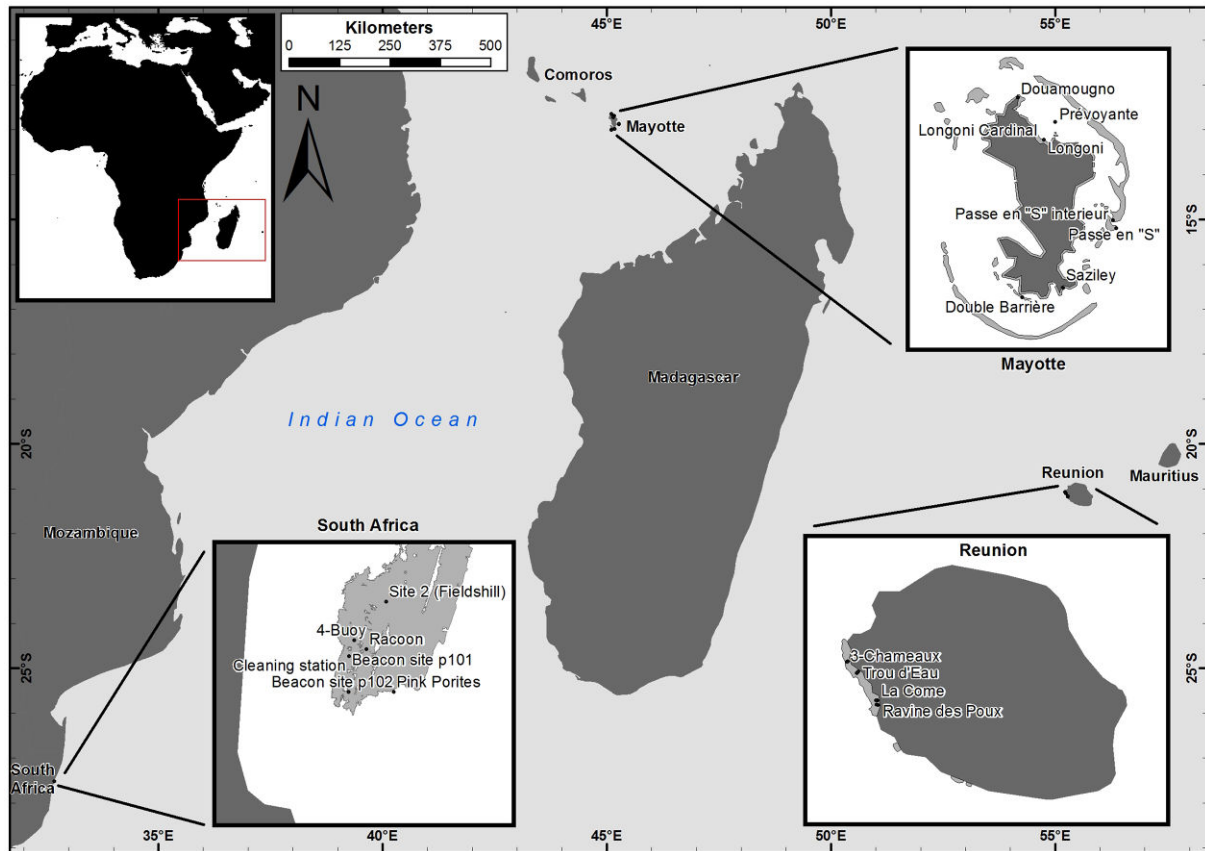 45°E
50°E
55°E
Kilometers
0 125 250 375 500
N
Comoros
Mayotte
Douamougno
Prévoyante
Longoni Cardinal
Longoni
Passe en "S" interieur
Passe en "S"
Saziley
Double Barrière
Mayotte
15°S
Madagascar
Indian Ocean
20°S
20°S
Reunion
Mauritius
Mozambique
South Africa
Site 2 (Fieldshill)
4-Buoy
Racoon
Beacon site p101
Cleaning station
Beacon site p102
Pink Porites
Reunion
3-Chameaux
Trou d'Eau
La Corne
Ravine des Poux
25°S
25°S
South
Africa
35°E
40°E
45°E
50°E
55°E